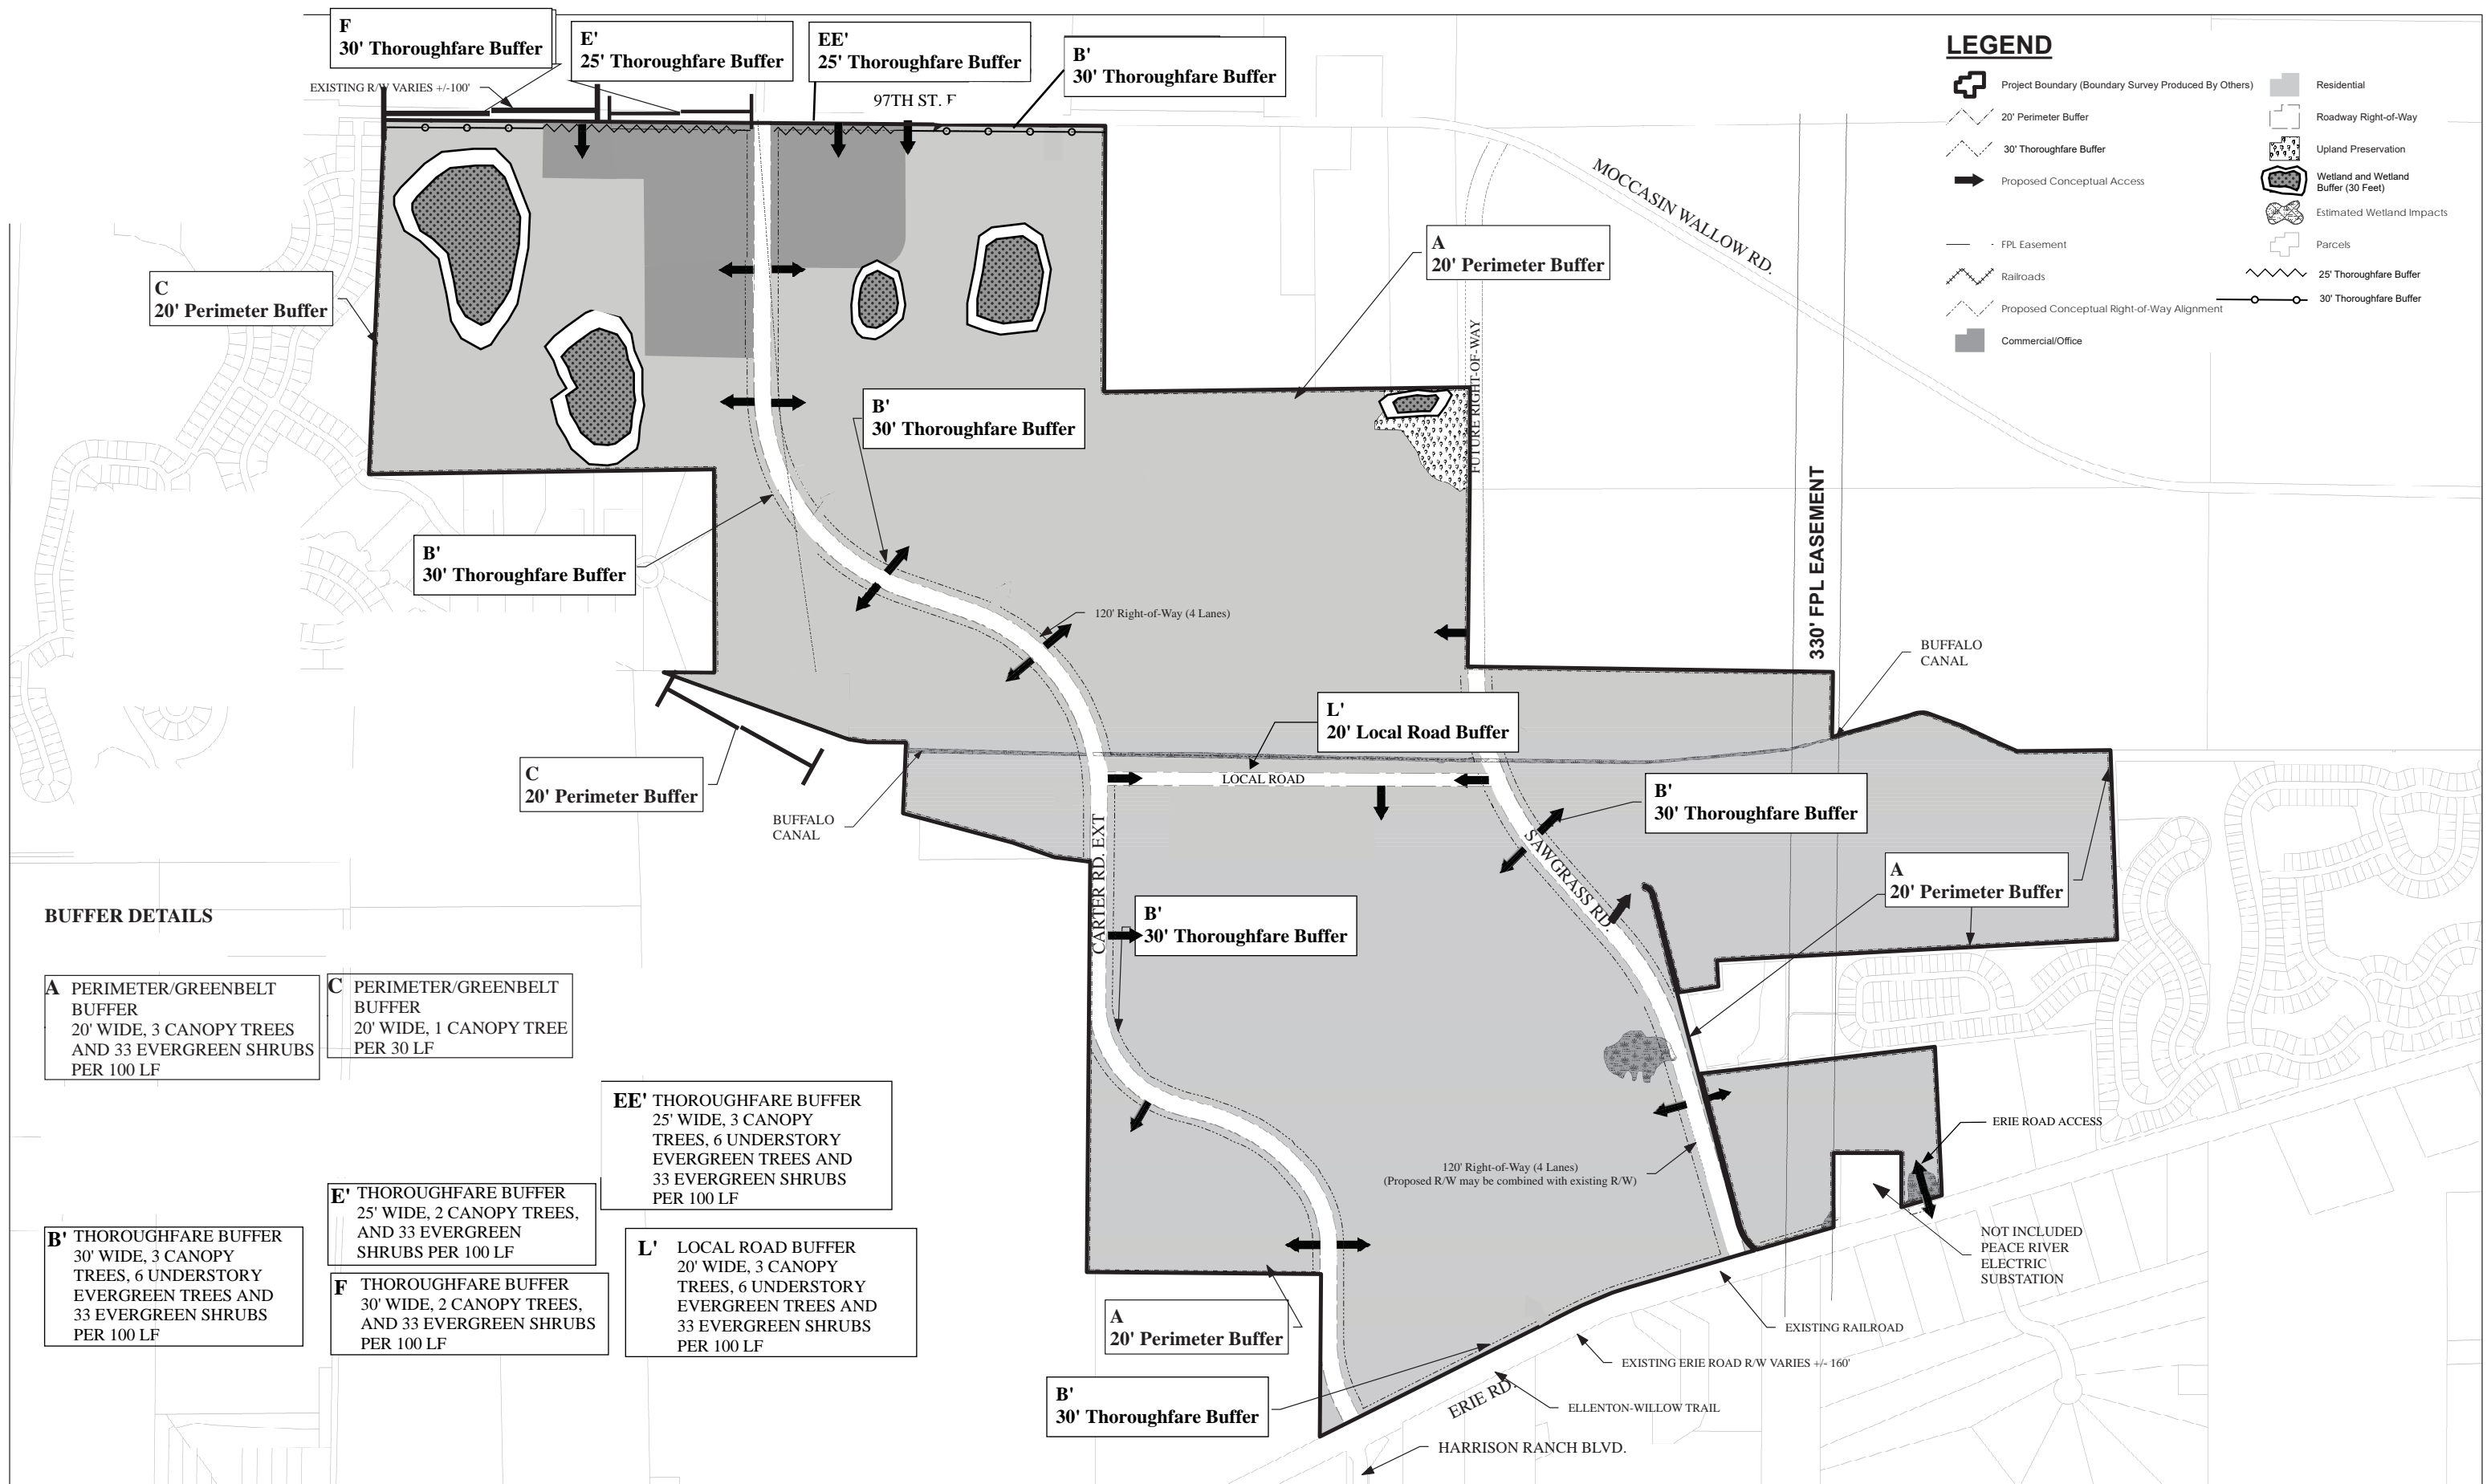 F
30' Thoroughfare Buffer
E'
25' Thoroughfare Buffer
EE'
25' Thoroughfare Buffer
B'
30' Thoroughfare Buffer
EXISTING R/W VARIES +/-100'
97TH ST. E
LEGEND
Project Boundary (Boundary Survey Produced By Others)
20' Perimeter Buffer
30' Thoroughfare Buffer
Proposed Conceptual Access
FPL Easement
Railroads
Proposed Conceptual Right-of-Way Alignment
Commercial/Office
Residential
Roadway Right-of-Way
Upland Preservation
Wetland and Wetland
Buffer (30 Feet)
Estimated Wetland Impacts
Parcels
25' Thoroughfare Buffer
30' Thoroughfare Buffer
MOCCASIN WALLOW RD.
A
20' Perimeter Buffer
C
20' Perimeter Buffer
FUTURE RIGHT-OF-WAY
B'
30' Thoroughfare Buffer
330' FPL EASEMENT
B'
30' Thoroughfare Buffer
120' Right-of-Way (4 Lanes)
BUFFALO
CANAL
L'
20' Local Road Buffer
C
20' Perimeter Buffer
LOCAL ROAD
B'
30' Thoroughfare Buffer
BUFFALO
CANAL
CARTER RD. EXT
SAWGRASS RD.
A
20' Perimeter Buffer
B'
30' Thoroughfare Buffer
BUFFER DETAILS
A PERIMETER/GREENBELT
BUFFER
20' WIDE, 3 CANOPY TREES
AND 33 EVERGREEN SHRUBS
PER 100 LF
C PERIMETER/GREENBELT
BUFFER
20' WIDE, 1 CANOPY TREE
PER 30 LF
EE' THOROUGHFARE BUFFER
25' WIDE, 3 CANOPY
TREES, 6 UNDERSTORY
EVERGREEN TREES AND
33 EVERGREEN SHRUBS
PER 100 LF
E' THOROUGHFARE BUFFER
25' WIDE, 2 CANOPY TREES,
AND 33 EVERGREEN
SHRUBS PER 100 LF
B' THOROUGHFARE BUFFER
30' WIDE, 3 CANOPY
TREES, 6 UNDERSTORY
EVERGREEN TREES AND
33 EVERGREEN SHRUBS
PER 100 LF
F THOROUGHFARE BUFFER
30' WIDE, 2 CANOPY TREES,
AND 33 EVERGREEN SHRUBS
PER 100 LF
L' LOCAL ROAD BUFFER
20' WIDE, 3 CANOPY
TREES, 6 UNDERSTORY
EVERGREEN TREES AND
33 EVERGREEN SHRUBS
PER 100 LF
ERIE ROAD ACCESS
120' Right-of-Way (4 Lanes)
(Proposed R/W may be combined with existing R/W)
NOT INCLUDED
PEACE RIVER
ELECTRIC
SUBSTATION
A
20' Perimeter Buffer
EXISTING RAILROAD
EXISTING ERIE ROAD R/W VARIES +/- 160'
B'
30' Thoroughfare Buffer
ERIE RD.
ELLENTON-WILLOW TRAIL
HARRISON RANCH BLVD.